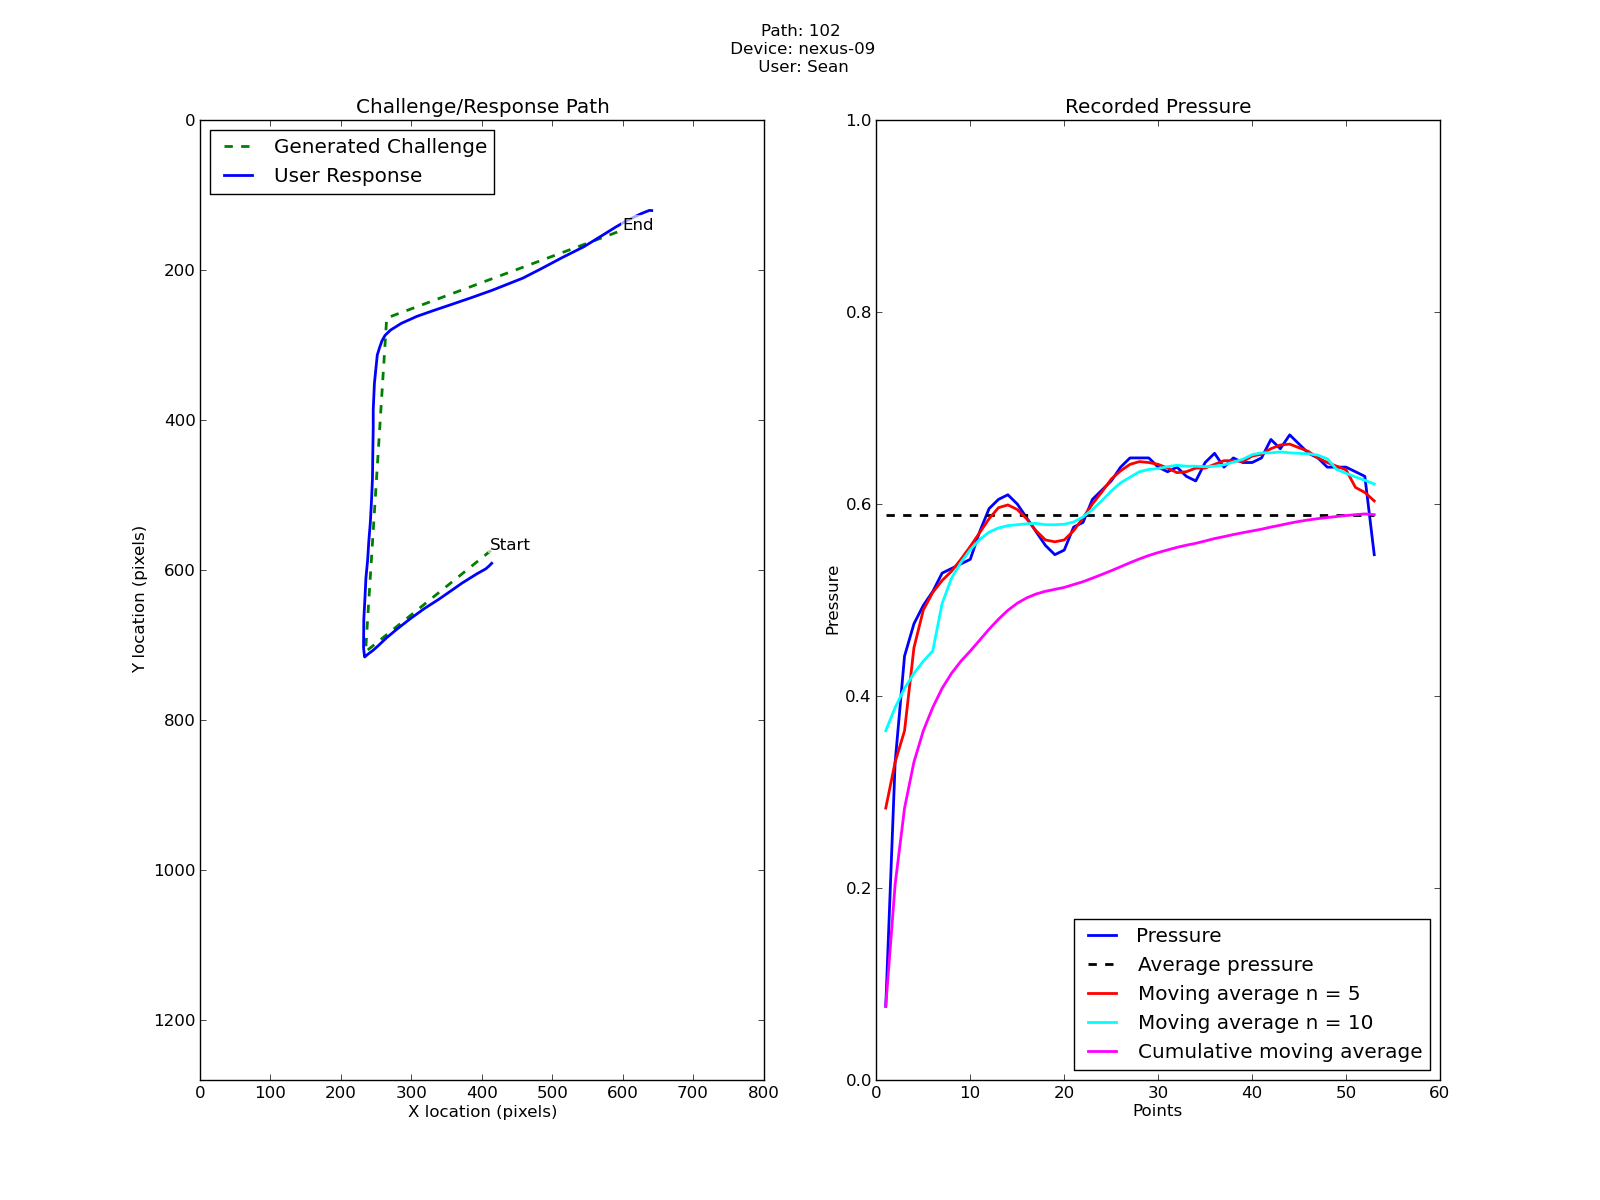 Path: 102
Device: nexus-09
User: Sean
Challenge/Response Path
Generated Challenge
User Response
End
Start
0
200
400
600
800
1000
1200
Y location (pixels)
0 100 200 300 400 500 600 700 800
X location (pixels)
Recorded Pressure
1.0
0.8
0.6
0.4
0.2
0.0
Pressure
Pressure
Average pressure
Moving average n = 5
Moving average n = 10
Cumulative moving average
0 10 20 30 40 50 60
Points